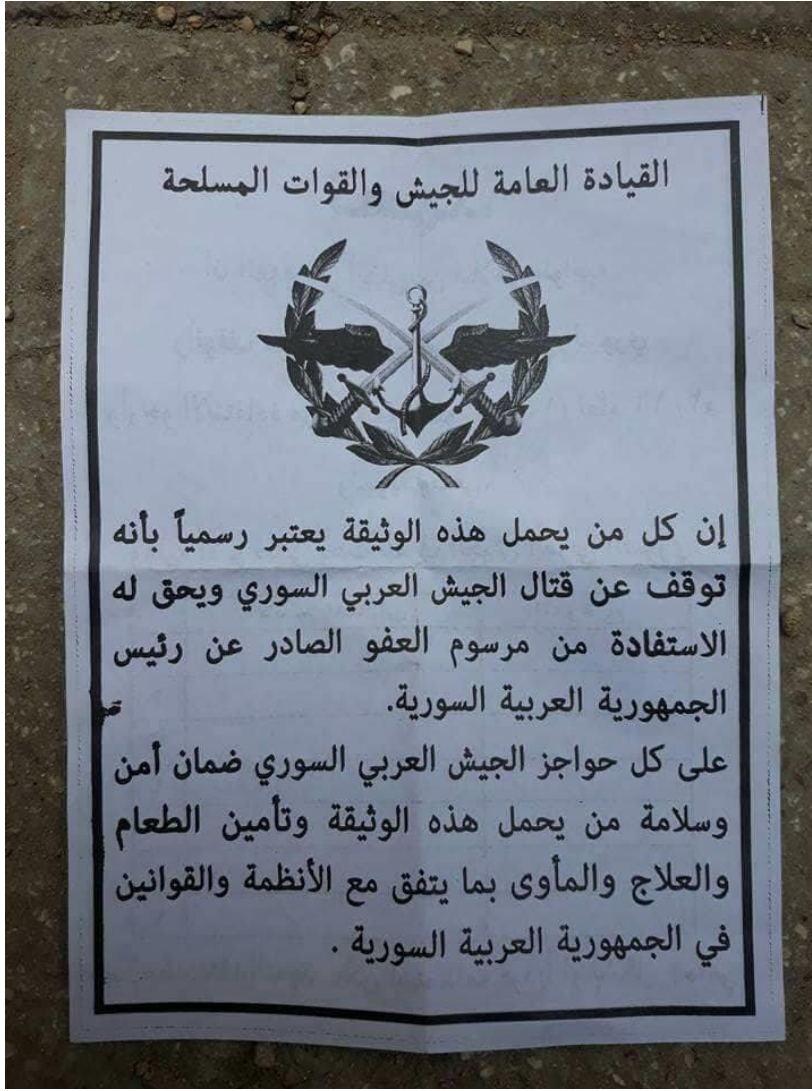 القيادة العامة للجيش والقوات المسلحة
إن كل من يحمل هذه الوثيقة يعتبر رسمياً بأنه
توقف عن قتال الجيش العربي السوري ويحق له
الاستفادة من مرسوم العفو الصادر عن رئيس
الجمهورية العربية السورية.
على كل حواجز الجيش العربي السوري ضمان أمن
وسلامة من يحمل هذه الوثيقة وتأمين الطعام
والعلاج والمأوى بما يتفق مع الأنظمة والقوانين
في الجمهورية العربية السورية .